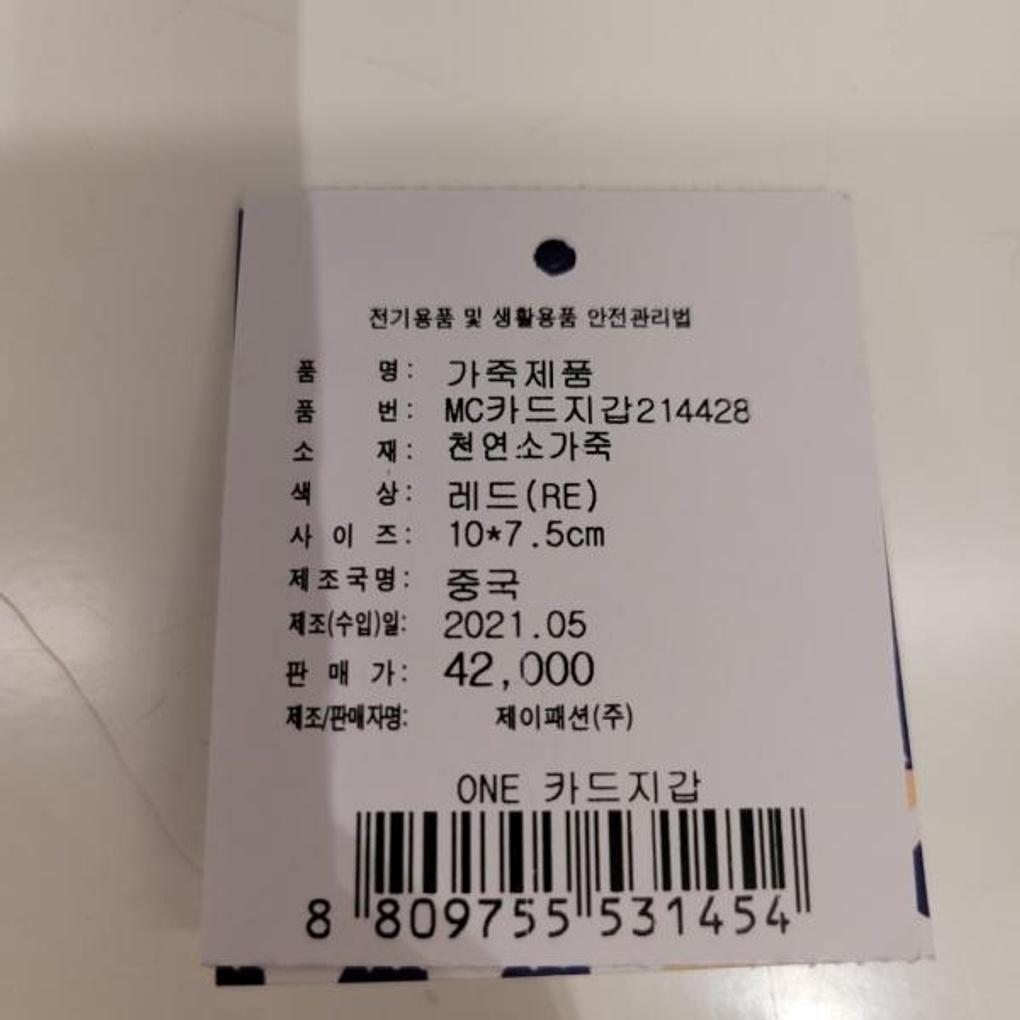 전기용품 및 생활용품 안전관리법
품 명: 가죽제품
품 번: MC카드지갑214428
소 재: 천연소가죽
색 상: 레드(RE)
사 이 즈: 10*7.5cm
제조국명: 중국
제조(수입)일: 2021.05
판 매 가: 42,000
제조/판매자명: 제이패션(주)
ONE 카드지갑
8 809755 531454